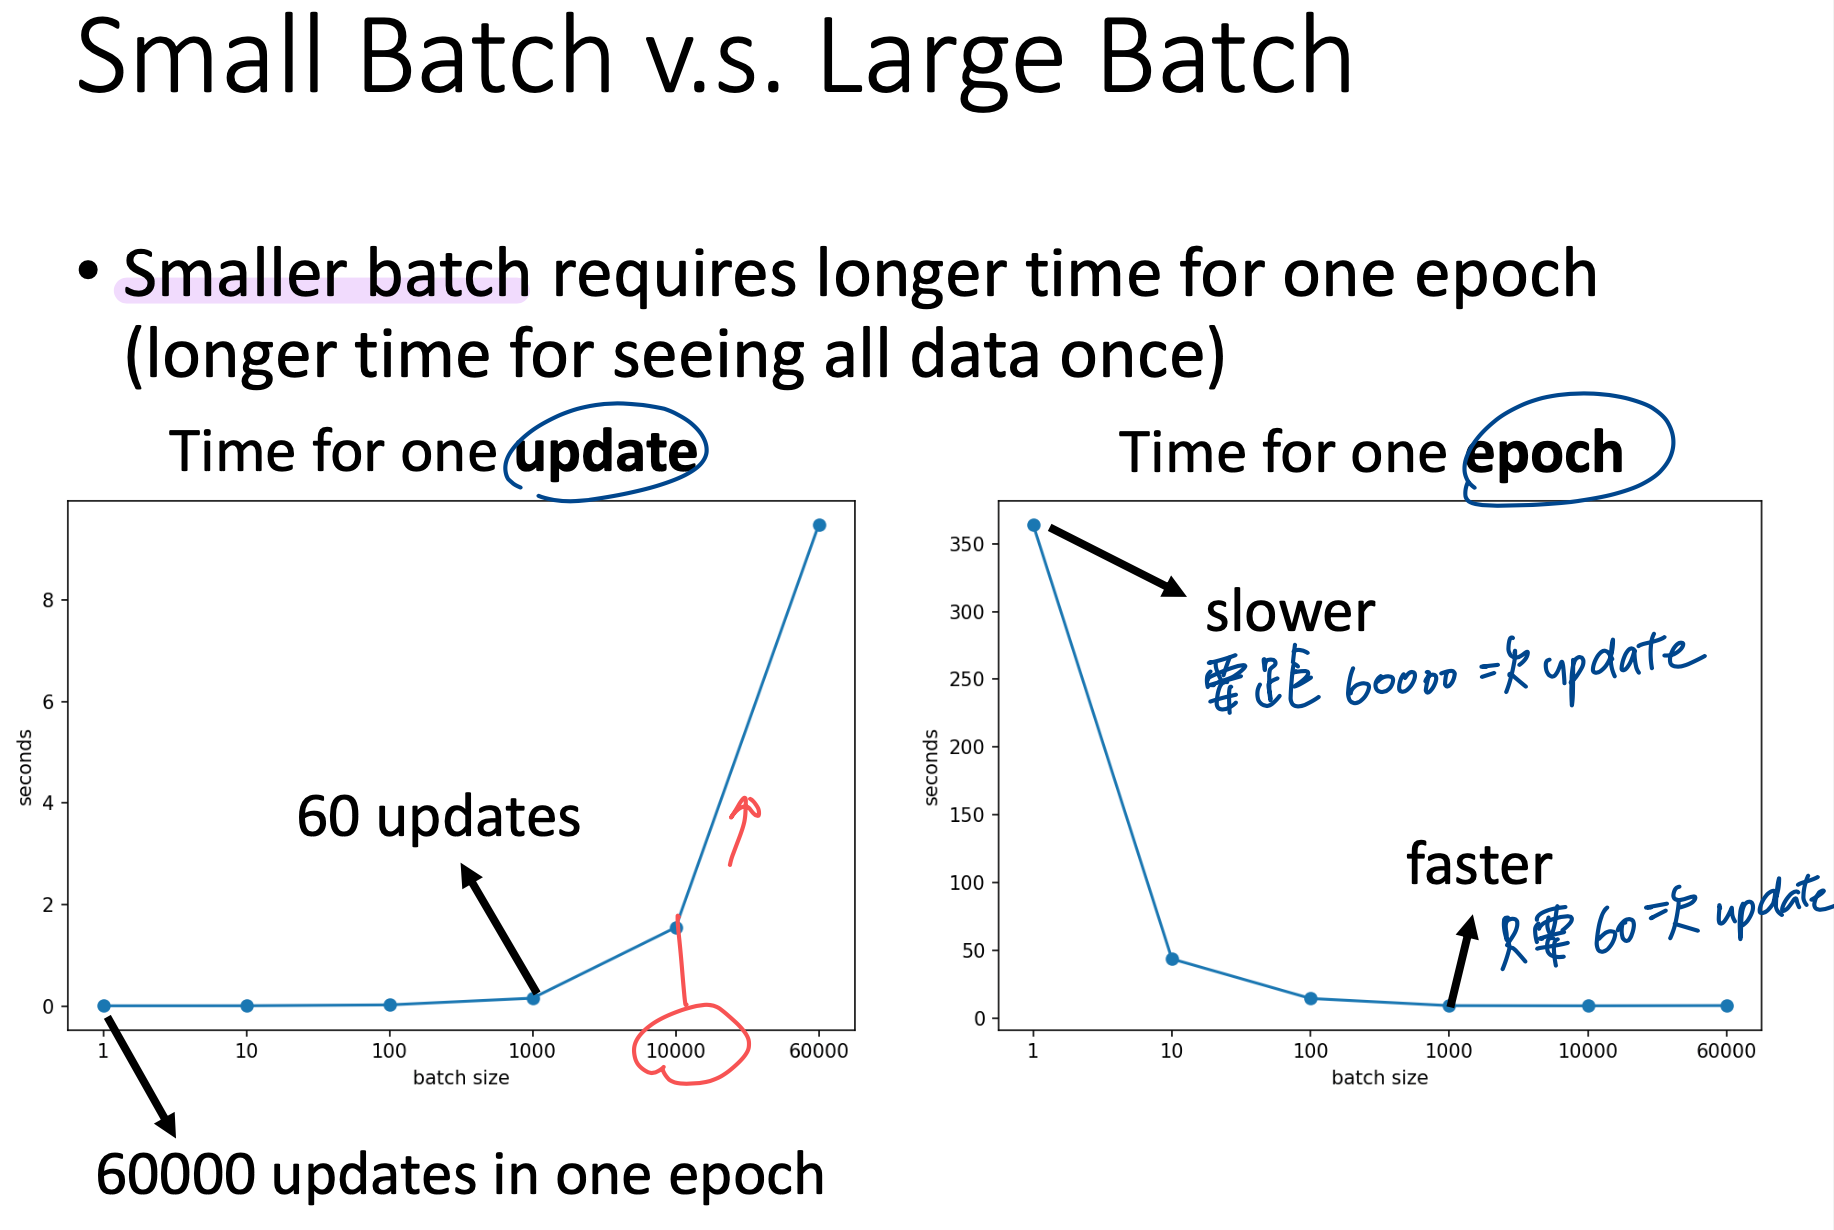 Small Batch v.s. Large Batch
• Smaller batch requires longer time for one epoch
(longer time for seeing all data once)
Time for one update
8
6
4
2
0
seconds
60 updates
1 10 100 1000 10000 60000
batch size
60000 updates in one epoch
Time for one epoch
350
300
250
200
150
100
50
0
seconds
slower
要跑 60000 次 update
faster
只要 60 次 update
1 10 100 1000 10000 60000
batch size